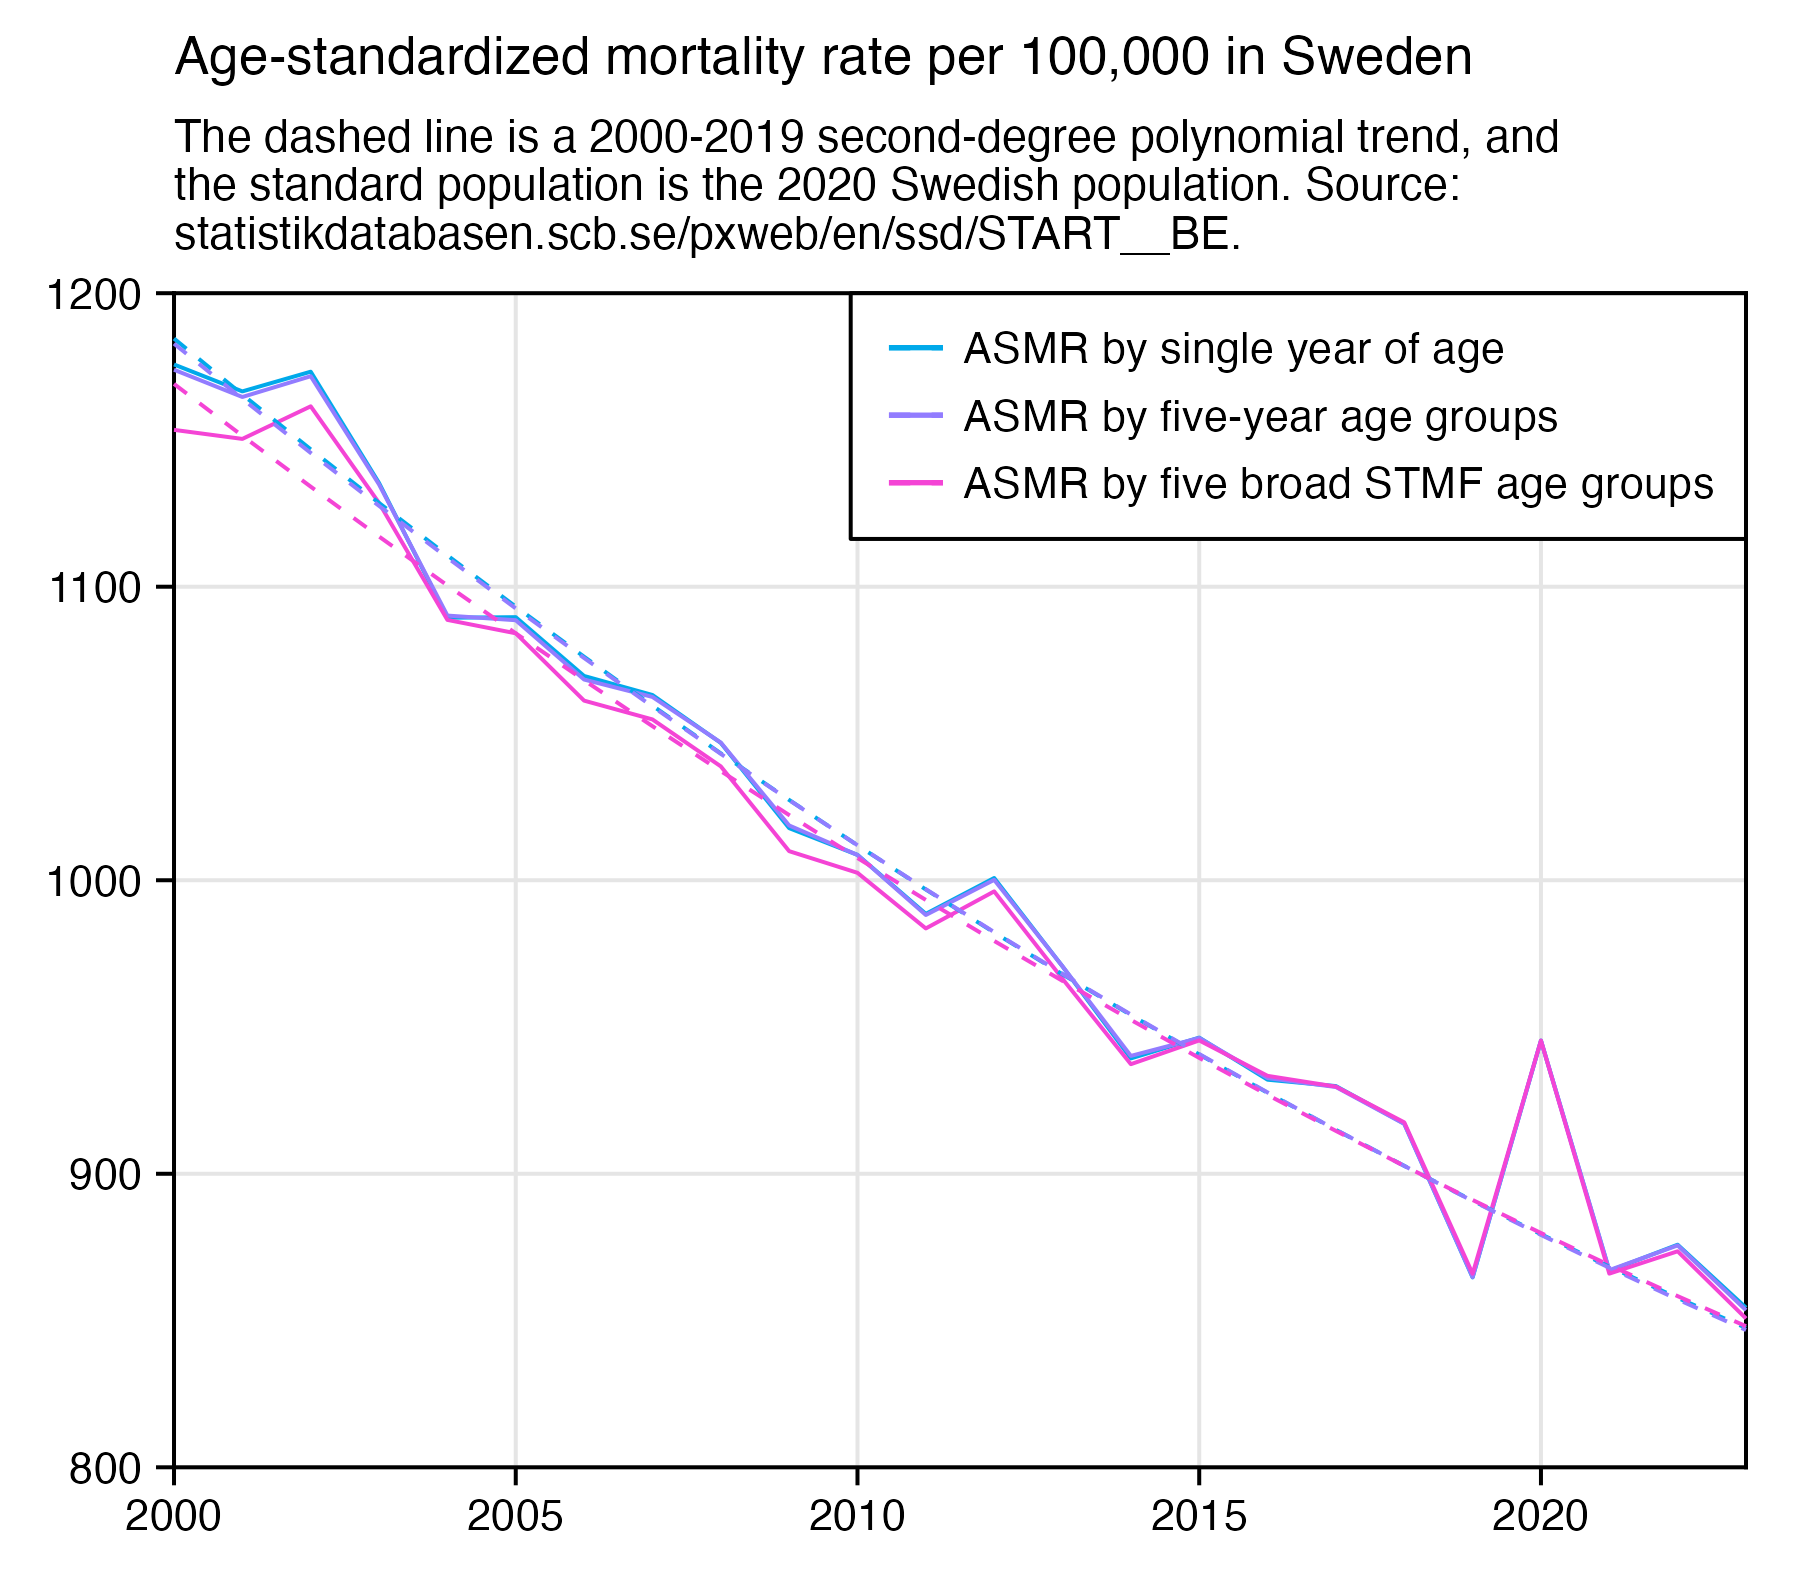 Age-standardized mortality rate per 100,000 in Sweden
The dashed line is a 2000-2019 second-degree polynomial trend, and
the standard population is the 2020 Swedish population. Source:
statistikdatabasen.scb.se/pxweb/en/ssd/START__BE.
1200
ASMR by single year of age
ASMR by five-year age groups
ASMR by five broad STMF age groups
1100
1000
900
800
2000 2005 2010 2015 2020